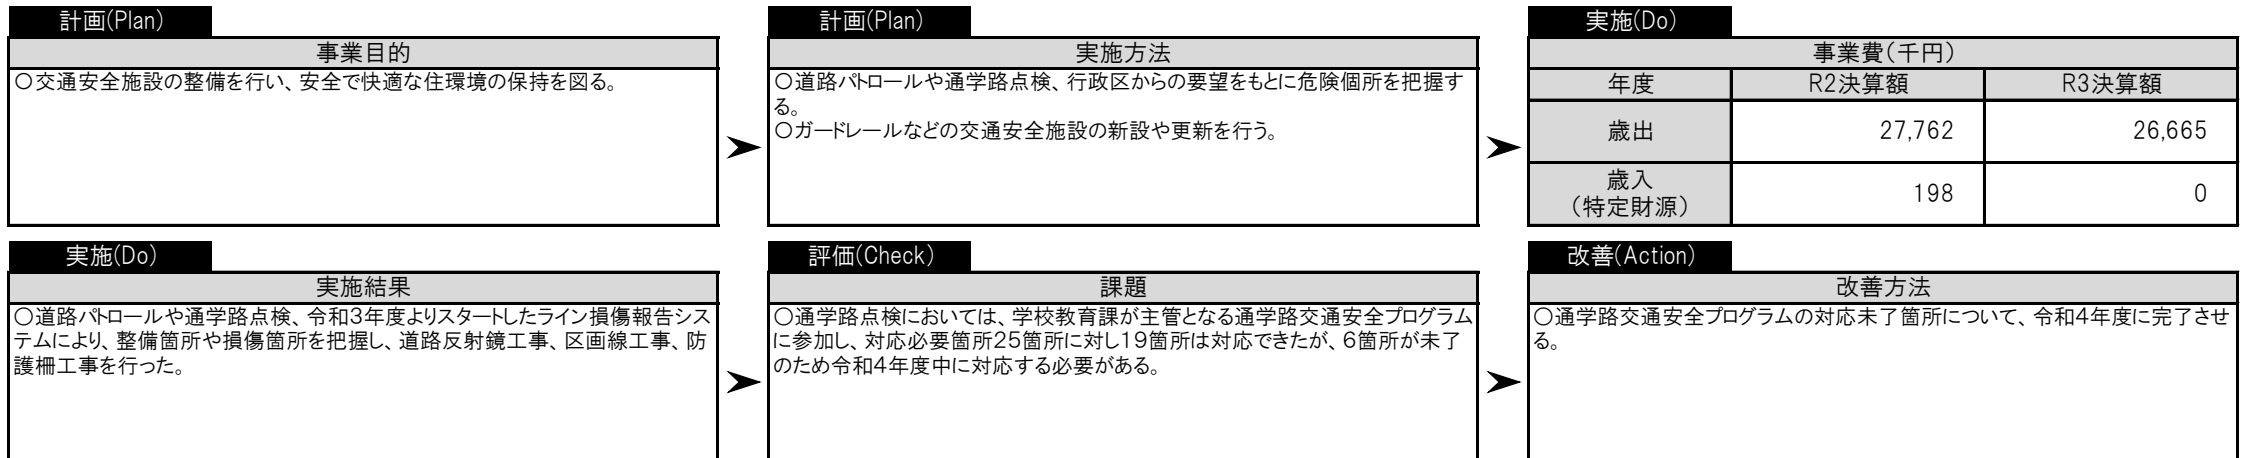 計画(Plan)
事業目的
○交通安全施設の整備を行い、安全で快適な住環境の保持を図る。
計画(Plan)
実施方法
○道路パトロールや通学路点検、行政区からの要望をもとに危険個所を把握す
る。
○ガードレールなどの交通安全施設の新設や更新を行う。
実施(Do)
事業費(千円)
年度 R2決算額 R3決算額
歳出 27,762 26,665
歳入
(特定財源) 198 0
実施(Do)
実施結果
○道路パトロールや通学路点検、令和3年度よりスタートしたライン損傷報告シス
テムにより、整備箇所や損傷箇所を把握し、道路反射鏡工事、区画線工事、防
護柵工事を行った。
評価(Check)
課題
○通学路点検においては、学校教育課が主管となる通学路交通安全プログラム
に参加し、対応必要箇所25箇所に対し19箇所は対応できたが、6箇所が未了
のため令和4年度中に対応する必要がある。
改善(Action)
改善方法
○通学路交通安全プログラムの対応未了箇所について、令和4年度に完了させ
る。